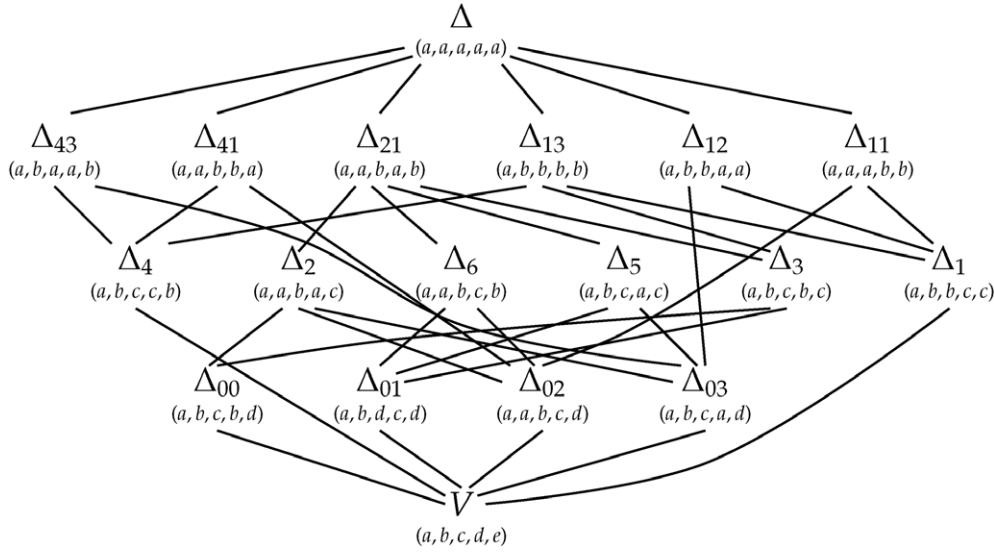 Δ
(a, a, a, a, a)
Δ₄₃ Δ₄₁ Δ₂₁ Δ₁₃ Δ₁₂ Δ₁₁
(a, b, a, a, b) (a, a, b, b, a) (a, a, b, a, b) (a, b, b, b, b) (a, b, b, a, a) (a, a, a, b, b)
Δ₄ Δ₂ Δ₆ Δ₅ Δ₃ Δ₁
(a, b, c, c, b) (a, a, b, a, c) (a, a, b, c, b) (a, b, c, a, c) (a, b, c, b, c) (a, b, b, c, c)
Δ₀₀ Δ₀₁ Δ₀₂ Δ₀₃
(a, b, c, b, d) (a, b, d, c, d) (a, a, b, c, d) (a, b, c, a, d)
V
(a, b, c, d, e)